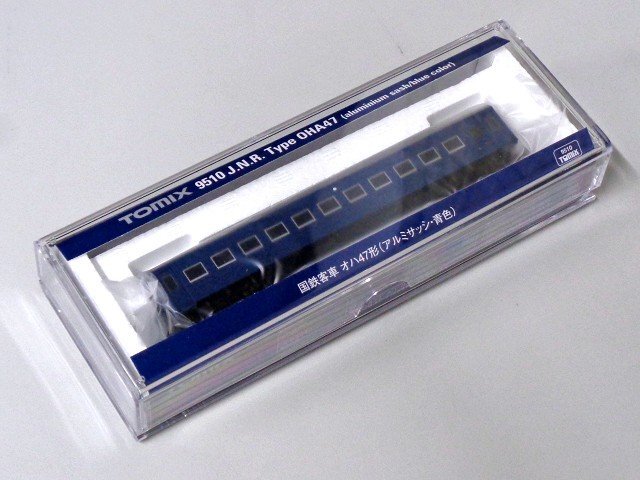 TOMIX 9510 J.N.R. Type OHA47 (aluminium sash/blue color)
9510
TOMIX
国鉄客車 オハ47形(アルミサッシ・青色)